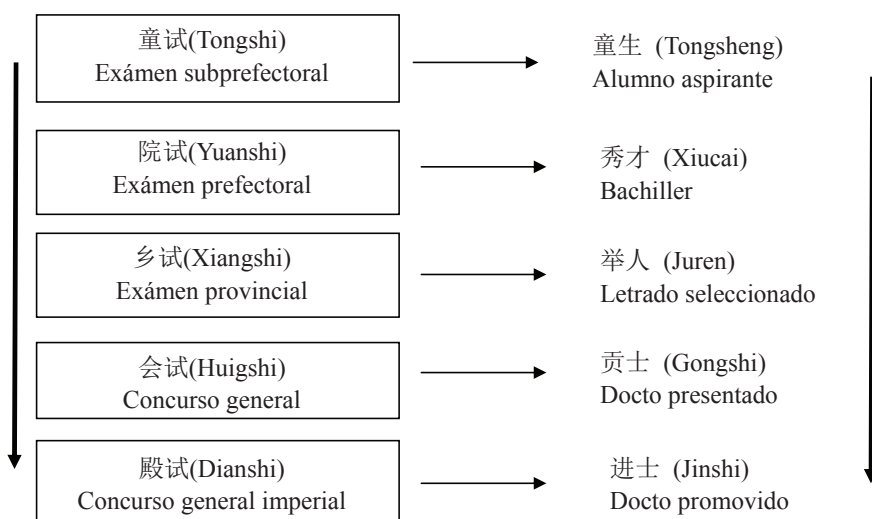 童试(Tongshi)
Exámen subprefectoral
童生 (Tongsheng)
Alumno aspirante
院试(Yuanshi)
Exámen prefectoral
秀才 (Xiucai)
Bachiller
乡试(Xiangshi)
Exámen provincial
举人 (Juren)
Letrado seleccionado
会试(Huigshi)
Concurso general
贡士 (Gongshi)
Docto presentado
殿试(Dianshi)
Concurso general imperial
进士 (Jinshi)
Docto promovido